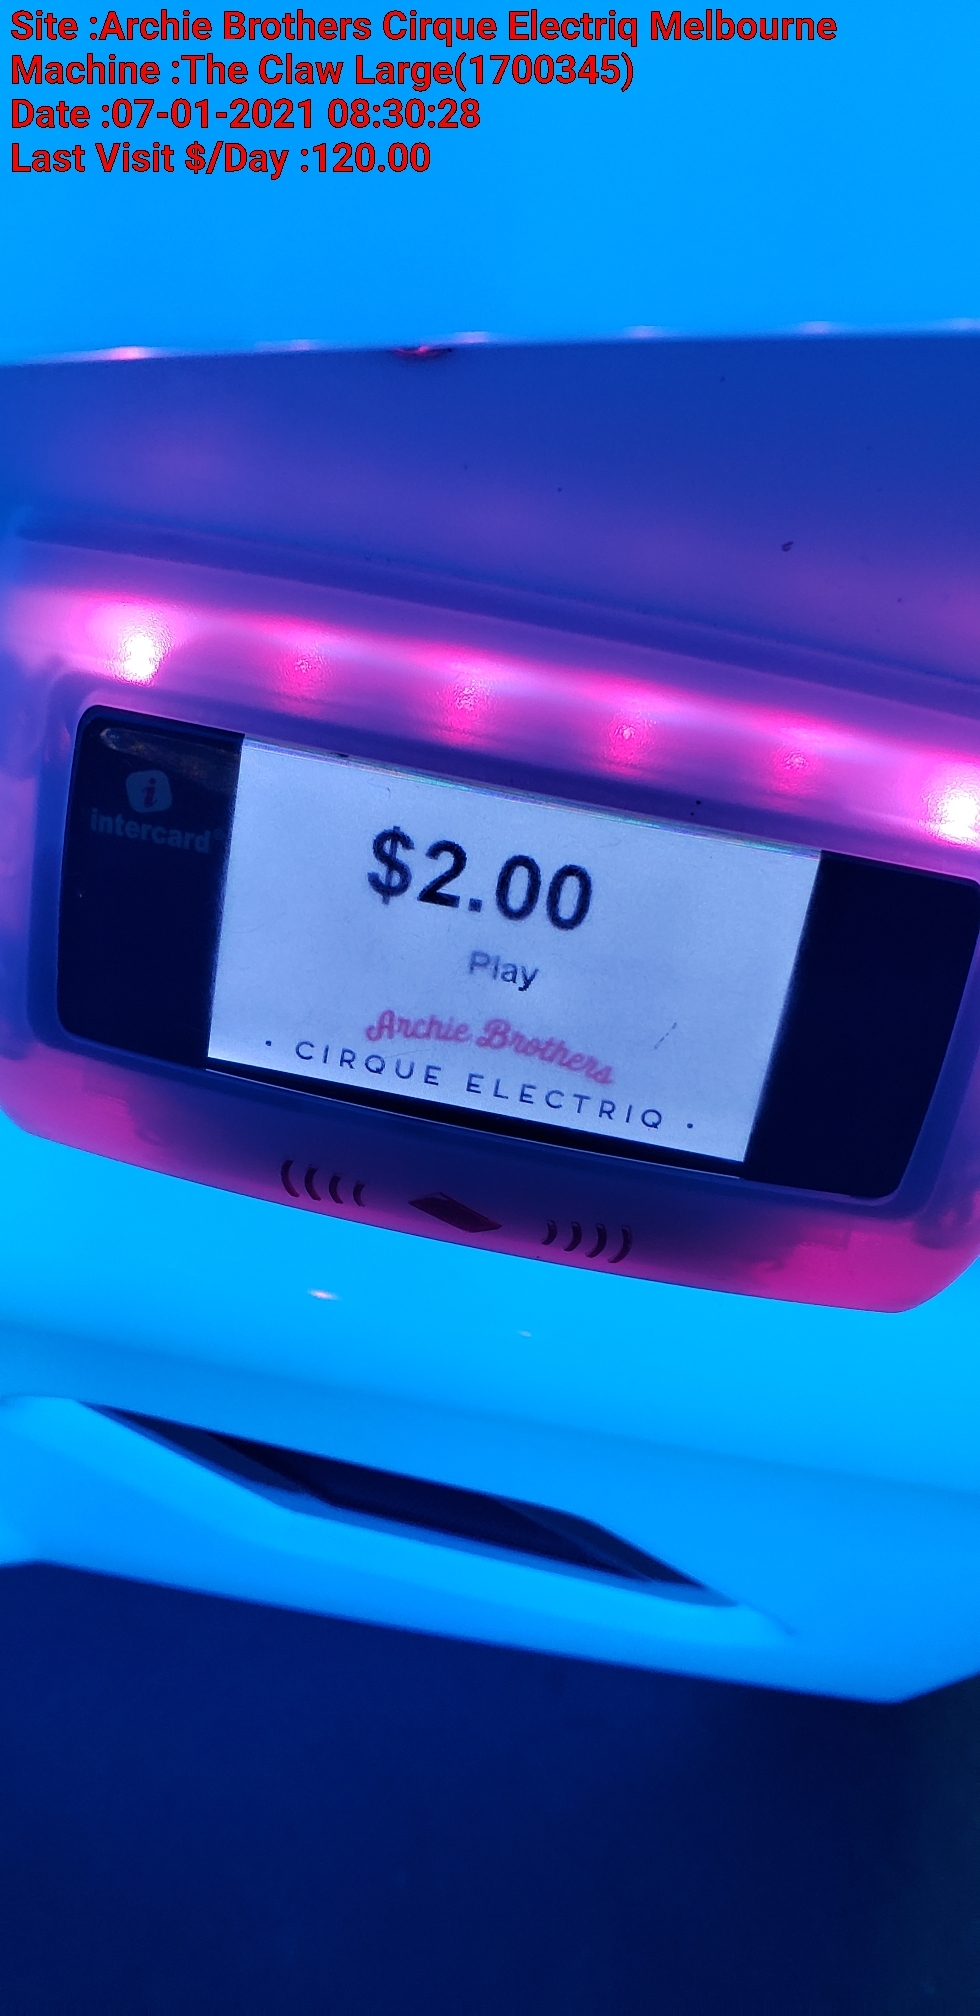 Site :Archie Brothers Cirque Electriq Melbourne
Machine :The Claw Large(1700345)
Date :07-01-2021 08:30:28
Last Visit $/Day :120.00
intercard
$2.00
Play
Archie Brothers
· CIRQUE ELECTRIQ ·